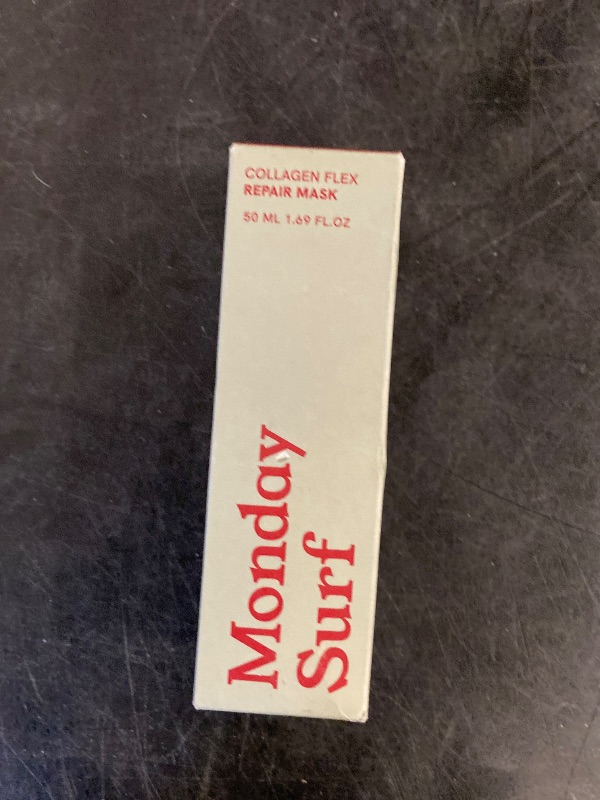 COLLAGEN FLEX
REPAIR MASK
50 ML 1.69 FL.OZ
Monday
Surf